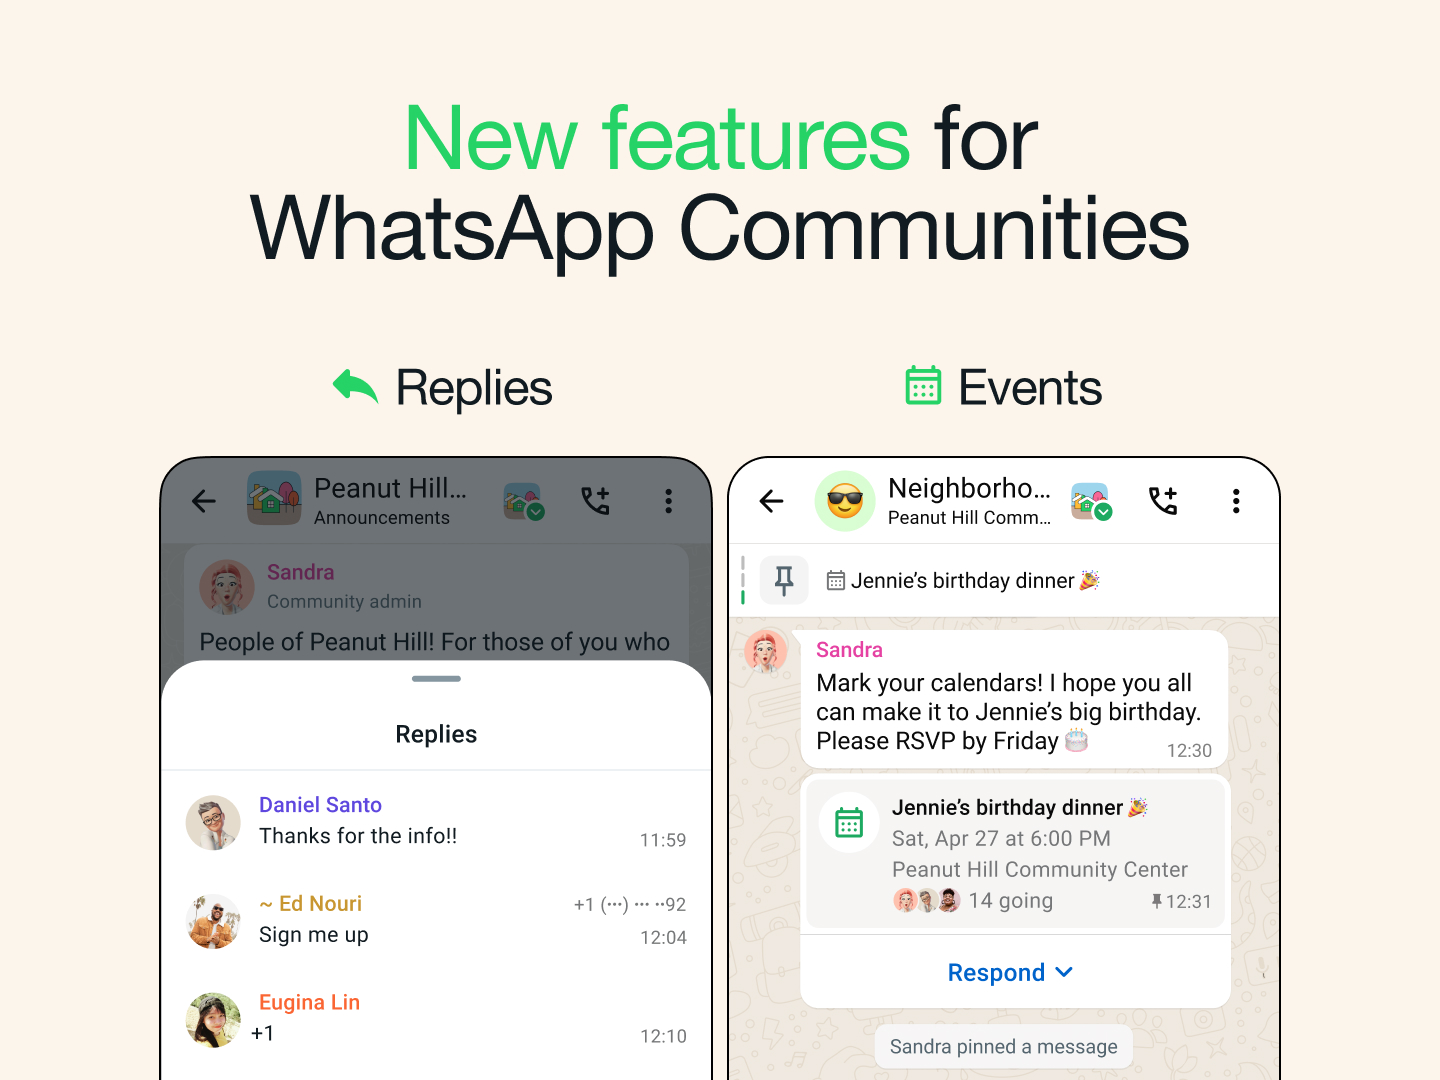 New features for
WhatsApp Communities
Replies
Peanut Hill...
Announcements
Sandra
Community admin
People of Peanut Hill! For those of you who
Replies
Daniel Santo
Thanks for the info!!
11:59
~ Ed Nouri
+1 (···) ··· ··92
Sign me up
12:04
Eugina Lin
+1
12:10
Events
Neighborho...
Peanut Hill Comm...
Jennie’s birthday dinner 🎉
Sandra
Mark your calendars! I hope you all
can make it to Jennie’s big birthday.
Please RSVP by Friday 🎂
12:30
Jennie’s birthday dinner 🎉
Sat, Apr 27 at 6:00 PM
Peanut Hill Community Center
14 going
12:31
Respond
Sandra pinned a message